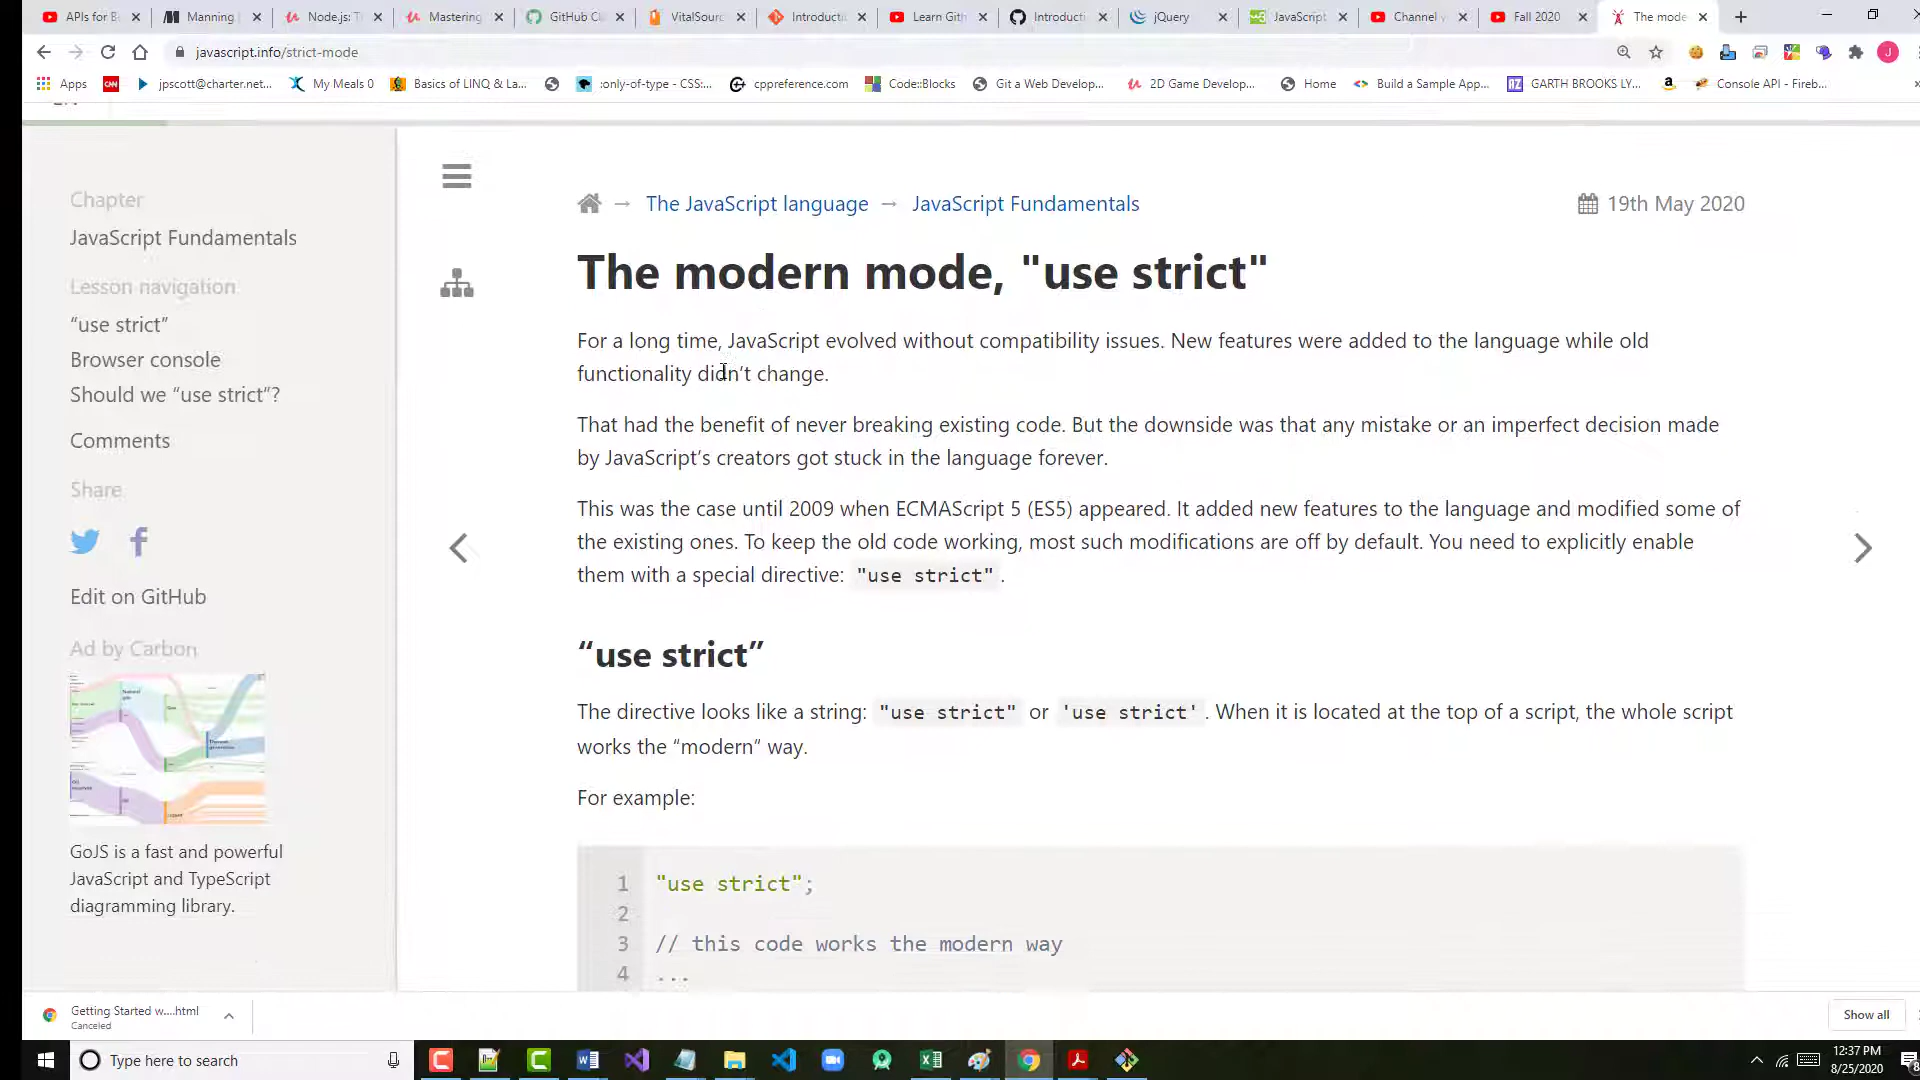 APIs for B
Manning
Node.js: T
Mastering
GitHub Cl
VitalSourc
Introducti
Learn Gith
Introducti
jQuery
JavaScript
Channel
Fall 2020
The mode
javascript.info/strict-mode
J
Apps
CNN
jpscott@charter.net...
My Meals 0
Basics of LINQ & La...
:only-of-type - CSS:...
cppreference.com
Code::Blocks
Git a Web Develop...
2D Game Develop...
Home
Build a Sample App...
GARTH BROOKS LY...
Console API - Fireb...
Chapter
JavaScript Fundamentals
Lesson navigation
“use strict”
Browser console
Should we “use strict”?
Comments
Share
Edit on GitHub
Ad by Carbon
GoJS is a fast and powerful
JavaScript and TypeScript
diagramming library.
→ The JavaScript language → JavaScript Fundamentals
19th May 2020
The modern mode, "use strict"
For a long time, JavaScript evolved without compatibility issues. New features were added to the language while old
functionality didn’t change.
That had the benefit of never breaking existing code. But the downside was that any mistake or an imperfect decision made
by JavaScript’s creators got stuck in the language forever.
This was the case until 2009 when ECMAScript 5 (ES5) appeared. It added new features to the language and modified some of
the existing ones. To keep the old code working, most such modifications are off by default. You need to explicitly enable
them with a special directive: "use strict".
“use strict”
The directive looks like a string: "use strict" or 'use strict'. When it is located at the top of a script, the whole script
works the “modern” way.
For example:
1 "use strict";
2
3 // this code works the modern way
4 ...
Getting Started w....html
Canceled
Show all
Type here to search
12:37 PM
8/25/2020